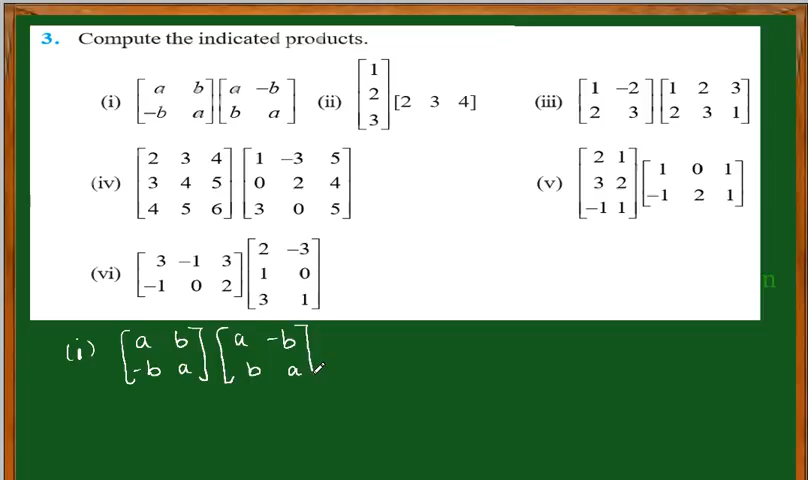 3. Compute the indicated products.
(i) [a b; −b a] [a −b; b a] (ii) [1; 2; 3] [2 3 4] (iii) [1 −2; 2 3] [1 2 3; 2 3 1]
(iv) [2 3 4; 3 4 5; 4 5 6] [1 −3 5; 0 2 4; 3 0 5] (v) [2 1; 3 2; −1 1] [1 0 1; −1 2 1]
(vi) [3 −1 3; −1 0 2] [2 −3; 1 0; 3 1]
n
(i) [a b; -b a] [a -b; b a]